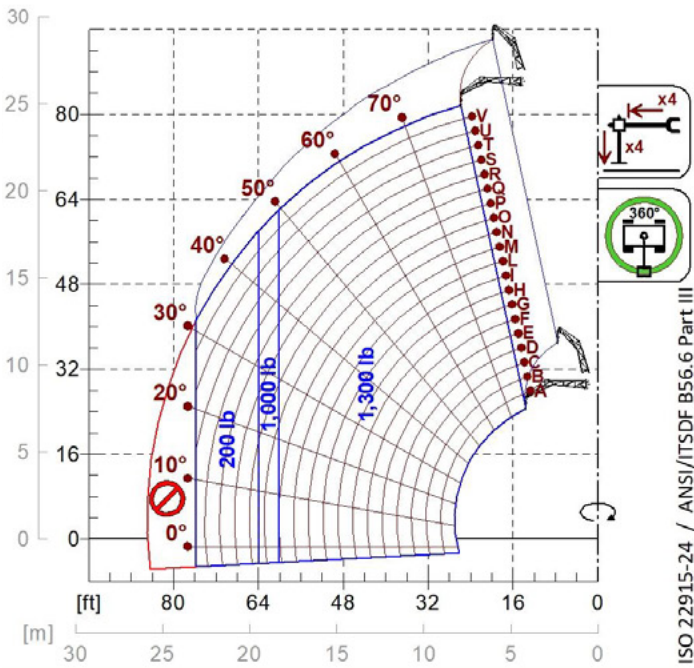 30
25
20
15
10
5
0
[m]
80
64
48
32
16
0
[ft]
70°
60°
50°
40°
30°
20°
10°
0°
V
U
T
S
R
Q
P
O
N
M
L
I
H
G
F
E
D
C
B
A
200 lb
1,000 lb
1,300 lb
x4
x4
360°
ISO 22915-24 / ANSI/ITSDF B56.6 Part III
80 64 48 32 16 0
30 25 20 15 10 5 0